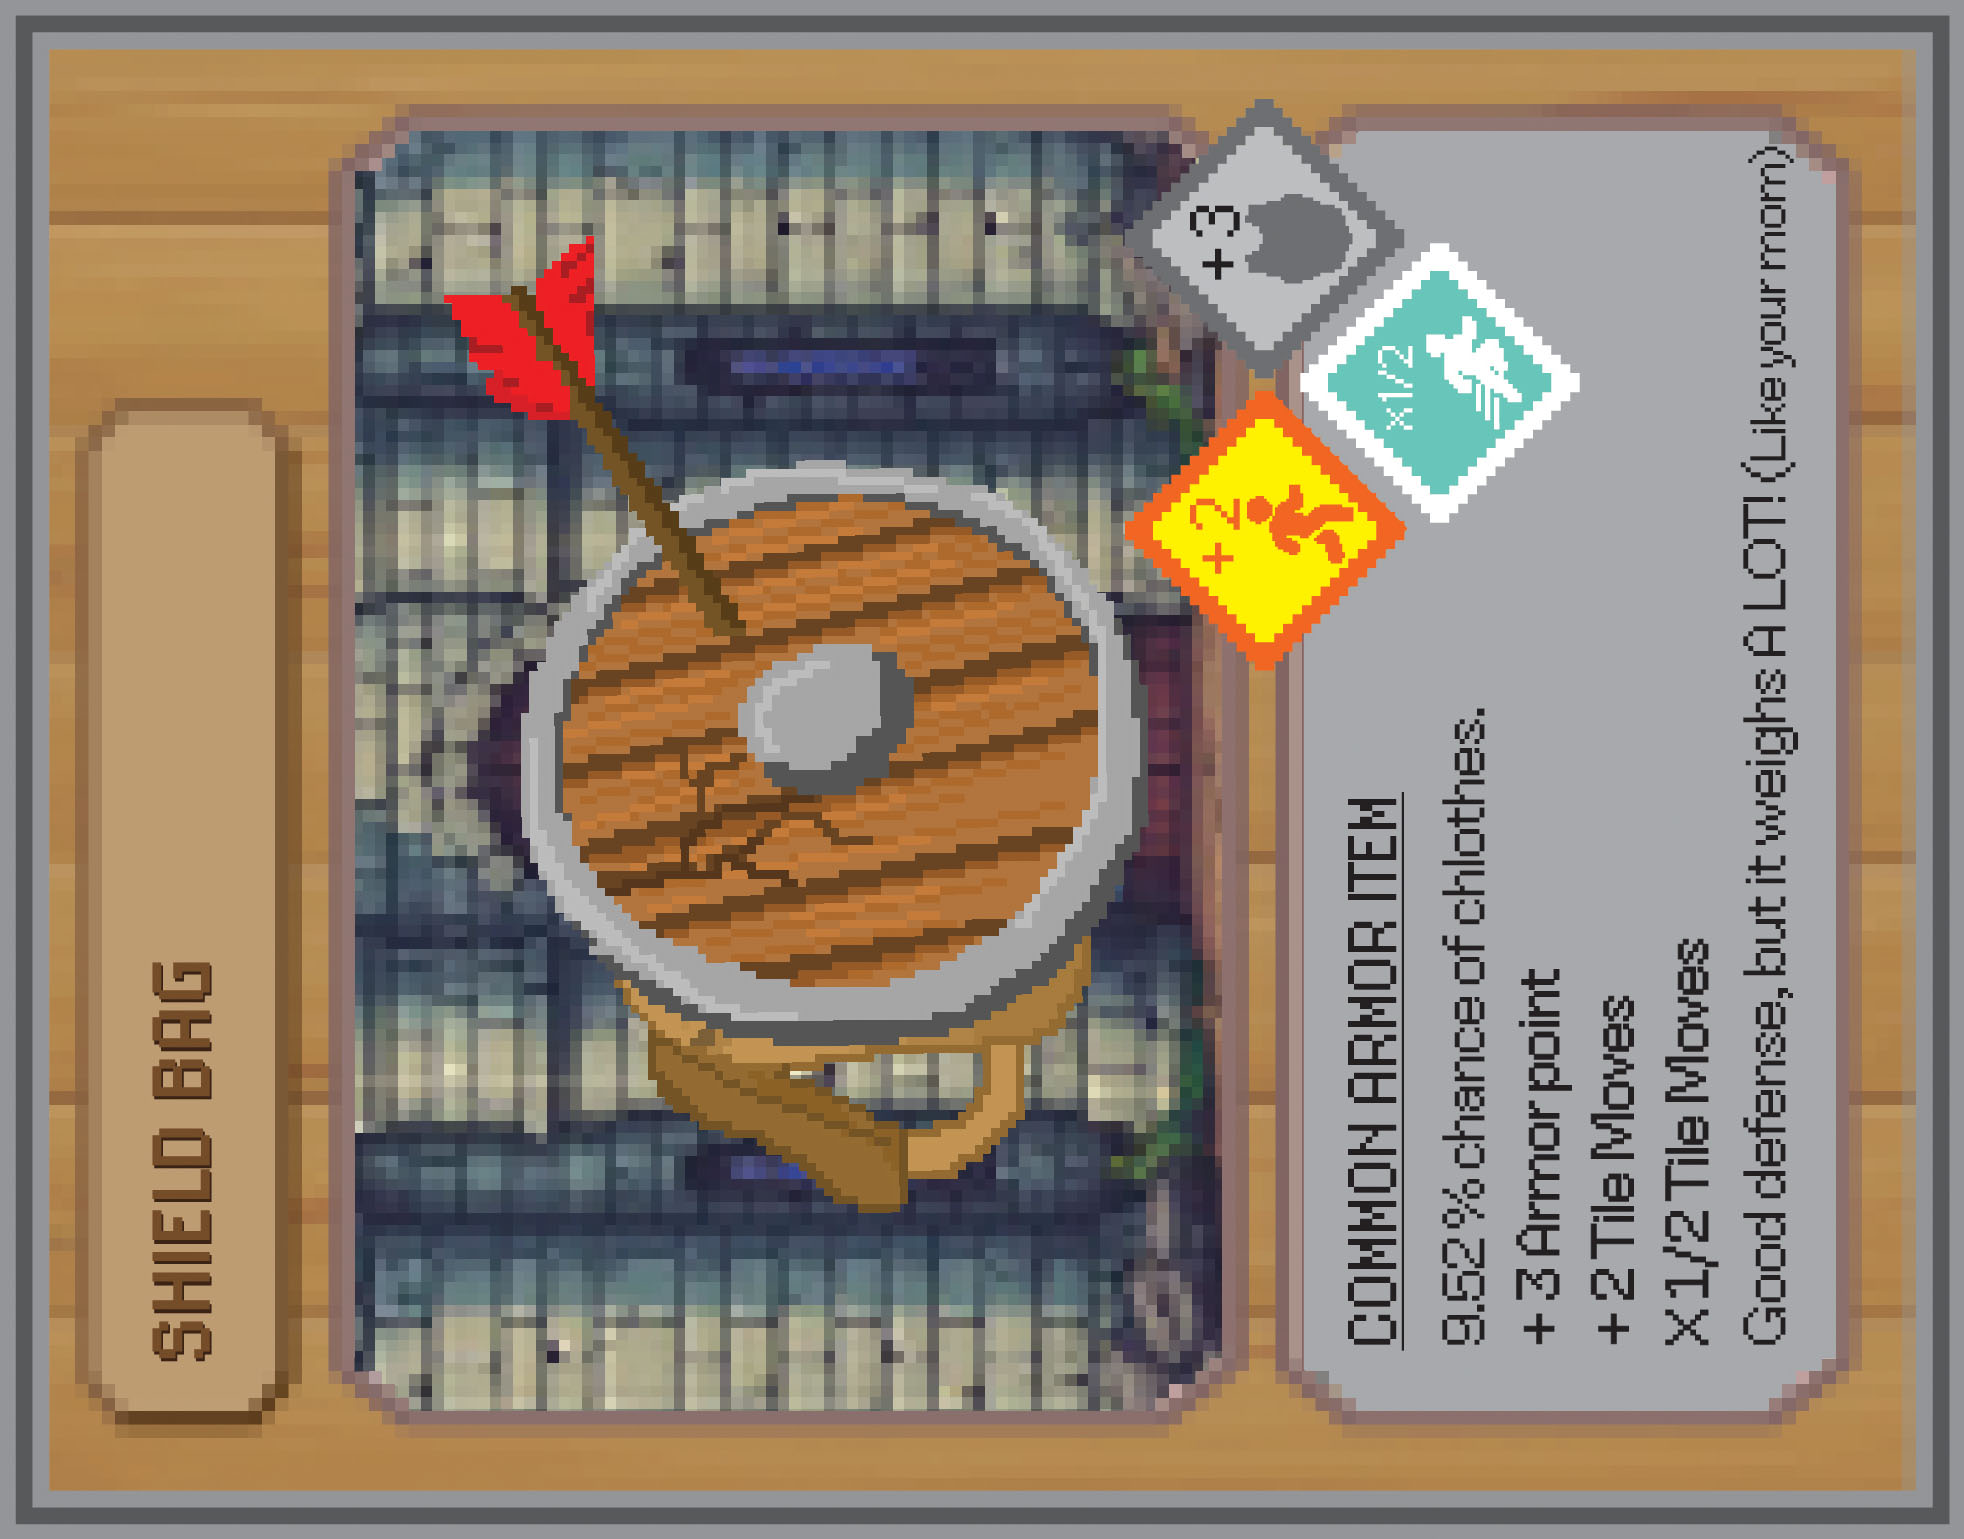 SHIELD BAG
+3
+2
x1/2
COMMON ARMOR ITEM
9.52% chance of chlothes.
+ 3 Armor point
+ 2 Tile Moves
X 1/2 Tile Moves
Good defense, but it weighs A LOT! (Like your mom)